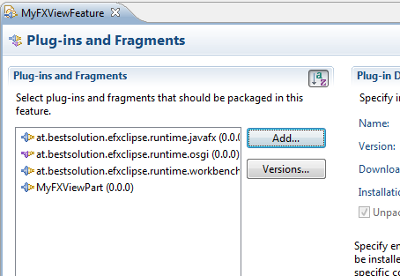 MyFXViewFeature
Plug-ins and Fragments
Plug-ins and Fragments
Select plug-ins and fragments that should be packaged in this
feature.
at.bestsolution.efxclipse.runtime.javafx (0.0.0
at.bestsolution.efxclipse.runtime.osgi (0.0.0)
at.bestsolution.efxclipse.runtime.workbench
MyFXViewPart (0.0.0)
Add...
Versions...
Plug-in D
Specify in
Name:
Version:
Downloa
Installatio
Unpac
Specify en
be installe
specific co